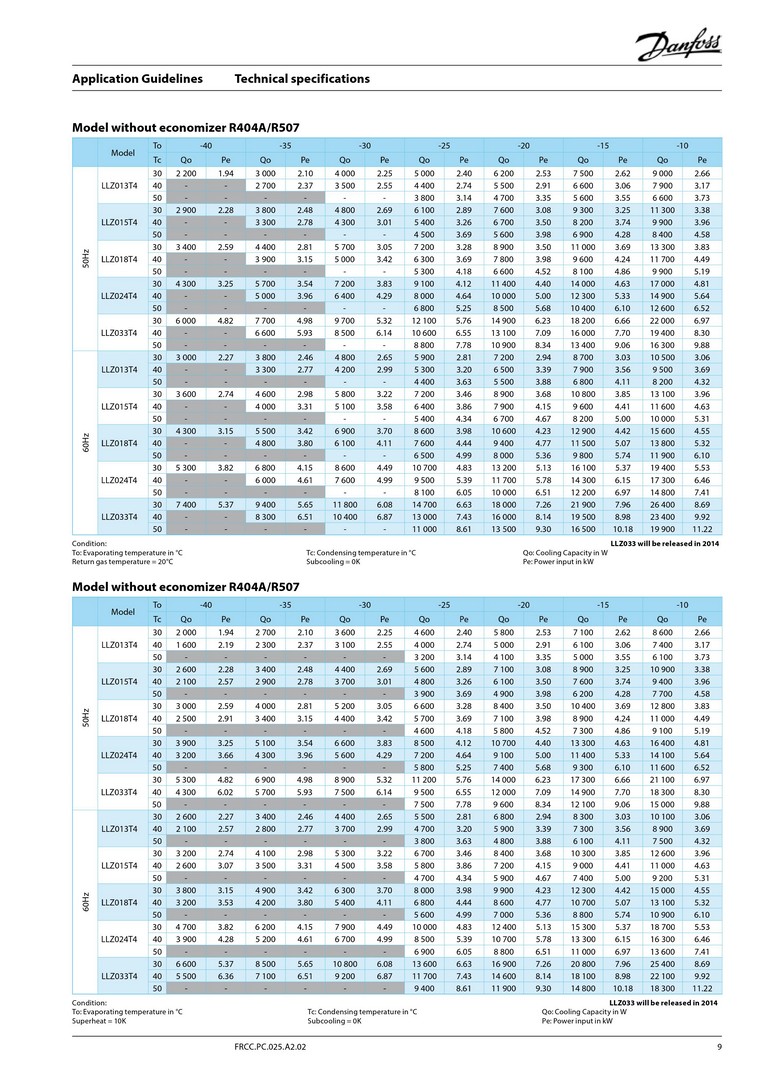 Danfoss
Application Guidelines Technical specifications
Model without economizer R404A/R507
Model To -40 -35 -30 -25 -20 -15 -10
Tc Qo Pe Qo Pe Qo Pe Qo Pe Qo Pe Qo Pe Qo Pe
50Hz
LLZ013T4 30 2 200 1.94 3 000 2.10 4 000 2.25 5 000 2.40 6 200 2.53 7 500 2.62 9 000 2.66
40 - - 2 700 2.37 3 500 2.55 4 400 2.74 5 500 2.91 6 600 3.06 7 900 3.17
50 - - - - - - 3 800 3.14 4 700 3.35 5 600 3.55 6 600 3.73
LLZ015T4 30 2 900 2.28 3 800 2.48 4 800 2.69 6 100 2.89 7 600 3.08 9 300 3.25 11 300 3.38
40 - - 3 300 2.78 4 300 3.01 5 400 3.26 6 700 3.50 8 200 3.74 9 900 3.96
50 - - - - - - 4 500 3.69 5 600 3.98 6 900 4.28 8 400 4.58
LLZ018T4 30 3 400 2.59 4 400 2.81 5 700 3.05 7 200 3.28 8 900 3.50 11 000 3.69 13 300 3.83
40 - - 3 900 3.15 5 000 3.42 6 300 3.69 7 800 3.98 9 600 4.24 11 700 4.49
50 - - - - - - 5 300 4.18 6 600 4.52 8 100 4.86 9 900 5.19
LLZ024T4 30 4 300 3.25 5 700 3.54 7 200 3.83 9 100 4.12 11 400 4.40 14 000 4.63 17 000 4.81
40 - - 5 000 3.96 6 400 4.29 8 000 4.64 10 000 5.00 12 300 5.33 14 900 5.64
50 - - - - - - 6 800 5.25 8 500 5.68 10 400 6.10 12 600 6.52
LLZ033T4 30 6 000 4.82 7 700 4.98 9 700 5.32 12 100 5.76 14 900 6.23 18 200 6.66 22 000 6.97
40 - - 6 600 5.93 8 500 6.14 10 600 6.55 13 100 7.09 16 000 7.70 19 400 8.30
50 - - - - - - 8 800 7.78 10 900 8.34 13 400 9.06 16 300 9.88
60Hz
LLZ013T4 30 3 000 2.27 3 800 2.46 4 800 2.65 5 900 2.81 7 200 2.94 8 700 3.03 10 500 3.06
40 - - 3 300 2.77 4 200 2.99 5 300 3.20 6 500 3.39 7 900 3.56 9 500 3.69
50 - - - - - - 4 400 3.63 5 500 3.88 6 800 4.11 8 200 4.32
LLZ015T4 30 3 600 2.74 4 600 2.98 5 800 3.22 7 200 3.46 8 900 3.68 10 800 3.85 13 100 3.96
40 - - 4 000 3.31 5 100 3.58 6 400 3.86 7 900 4.15 9 600 4.41 11 600 4.63
50 - - - - - - 5 400 4.34 6 700 4.67 8 200 5.00 10 000 5.31
LLZ018T4 30 4 300 3.15 5 500 3.42 6 900 3.70 8 600 3.98 10 600 4.23 12 900 4.42 15 600 4.55
40 - - 4 800 3.80 6 100 4.11 7 600 4.44 9 400 4.77 11 500 5.07 13 800 5.32
50 - - - - - - 6 500 4.99 8 000 5.36 9 800 5.74 11 900 6.10
LLZ024T4 30 5 300 3.82 6 800 4.15 8 600 4.49 10 700 4.83 13 200 5.13 16 100 5.37 19 400 5.53
40 - - 6 000 4.61 7 600 4.99 9 500 5.39 11 700 5.78 14 300 6.15 17 300 6.46
50 - - - - - - 8 100 6.05 10 000 6.51 12 200 6.97 14 800 7.41
LLZ033T4 30 7 400 5.37 9 400 5.65 11 800 6.08 14 700 6.63 18 000 7.26 21 900 7.96 26 400 8.69
40 - - 8 300 6.51 10 400 6.87 13 000 7.43 16 000 8.14 19 500 8.98 23 400 9.92
50 - - - - - - 11 000 8.61 13 500 9.30 16 500 10.18 19 900 11.22
Condition: LLZ033 will be released in 2014
To: Evaporating temperature in °C Tc: Condensing temperature in °C Qo: Cooling Capacity in W
Return gas temperature = 20°C Subcooling = 0K Pe: Power input in kW
Model without economizer R404A/R507
Model To -40 -35 -30 -25 -20 -15 -10
Tc Qo Pe Qo Pe Qo Pe Qo Pe Qo Pe Qo Pe Qo Pe
50Hz
LLZ013T4 30 2 000 1.94 2 700 2.10 3 600 2.25 4 600 2.40 5 800 2.53 7 100 2.62 8 600 2.66
40 1 600 2.19 2 300 2.37 3 100 2.55 4 000 2.74 5 000 2.91 6 100 3.06 7 400 3.17
50 - - - - - - 3 200 3.14 4 100 3.35 5 000 3.55 6 100 3.73
LLZ015T4 30 2 600 2.28 3 400 2.48 4 400 2.69 5 600 2.89 7 100 3.08 8 900 3.25 10 900 3.38
40 2 100 2.57 2 900 2.78 3 700 3.01 4 800 3.26 6 100 3.50 7 600 3.74 9 400 3.96
50 - - - - - - 3 900 3.69 4 900 3.98 6 200 4.28 7 700 4.58
LLZ018T4 30 3 000 2.59 4 000 2.81 5 200 3.05 6 600 3.28 8 400 3.50 10 400 3.69 12 800 3.83
40 2 500 2.91 3 400 3.15 4 400 3.42 5 700 3.69 7 100 3.98 8 900 4.24 11 000 4.49
50 - - - - - - 4 600 4.18 5 800 4.52 7 300 4.86 9 100 5.19
LLZ024T4 30 3 900 3.25 5 100 3.54 6 600 3.83 8 500 4.12 10 700 4.40 13 300 4.63 16 400 4.81
40 3 200 3.66 4 300 3.96 5 600 4.29 7 200 4.64 9 100 5.00 11 400 5.33 14 100 5.64
50 - - - - - - 5 800 5.25 7 400 5.68 9 300 6.10 11 600 6.52
LLZ033T4 30 5 300 4.82 6 900 4.98 8 900 5.32 11 200 5.76 14 000 6.23 17 300 6.66 21 100 6.97
40 4 300 6.02 5 700 5.93 7 500 6.14 9 500 6.55 12 000 7.09 14 900 7.70 18 300 8.30
50 - - - - - - 7 500 7.78 9 600 8.34 12 100 9.06 15 000 9.88
60Hz
LLZ013T4 30 2 600 2.27 3 400 2.46 4 400 2.65 5 500 2.81 6 800 2.94 8 300 3.03 10 100 3.06
40 2 100 2.57 2 800 2.77 3 700 2.99 4 700 3.20 5 900 3.39 7 300 3.56 8 900 3.69
50 - - - - - - 3 800 3.63 4 800 3.88 6 100 4.11 7 500 4.32
LLZ015T4 30 3 200 2.74 4 100 2.98 5 300 3.22 6 700 3.46 8 400 3.68 10 300 3.85 12 600 3.96
40 2 600 3.07 3 500 3.31 4 500 3.58 5 800 3.86 7 200 4.15 9 000 4.41 11 000 4.63
50 - - - - - - 4 700 4.34 5 900 4.67 7 400 5.00 9 200 5.31
LLZ018T4 30 3 800 3.15 4 900 3.42 6 300 3.70 8 000 3.98 9 900 4.23 12 300 4.42 15 000 4.55
40 3 200 3.53 4 200 3.80 5 400 4.11 6 800 4.44 8 600 4.77 10 700 5.07 13 100 5.32
50 - - - - - - 5 600 4.99 7 000 5.36 8 800 5.74 10 900 6.10
LLZ024T4 30 4 700 3.82 6 200 4.15 7 900 4.49 10 000 4.83 12 400 5.13 15 300 5.37 18 700 5.53
40 3 900 4.28 5 200 4.61 6 700 4.99 8 500 5.39 10 700 5.78 13 300 6.15 16 300 6.46
50 - - - - - - 6 900 6.05 8 800 6.51 11 000 6.97 13 600 7.41
LLZ033T4 30 6 600 5.37 8 500 5.65 10 800 6.08 13 600 6.63 16 900 7.26 20 800 7.96 25 400 8.69
40 5 500 6.36 7 100 6.51 9 200 6.87 11 700 7.43 14 600 8.14 18 100 8.98 22 100 9.92
50 - - - - - - 9 400 8.61 11 900 9.30 14 800 10.18 18 300 11.22
Condition: LLZ033 will be released in 2014
To: Evaporating temperature in °C Tc: Condensing temperature in °C Qo: Cooling Capacity in W
Superheat = 10K Subcooling = 0K Pe: Power input in kW
FRCC.PC.025.A2.02 9